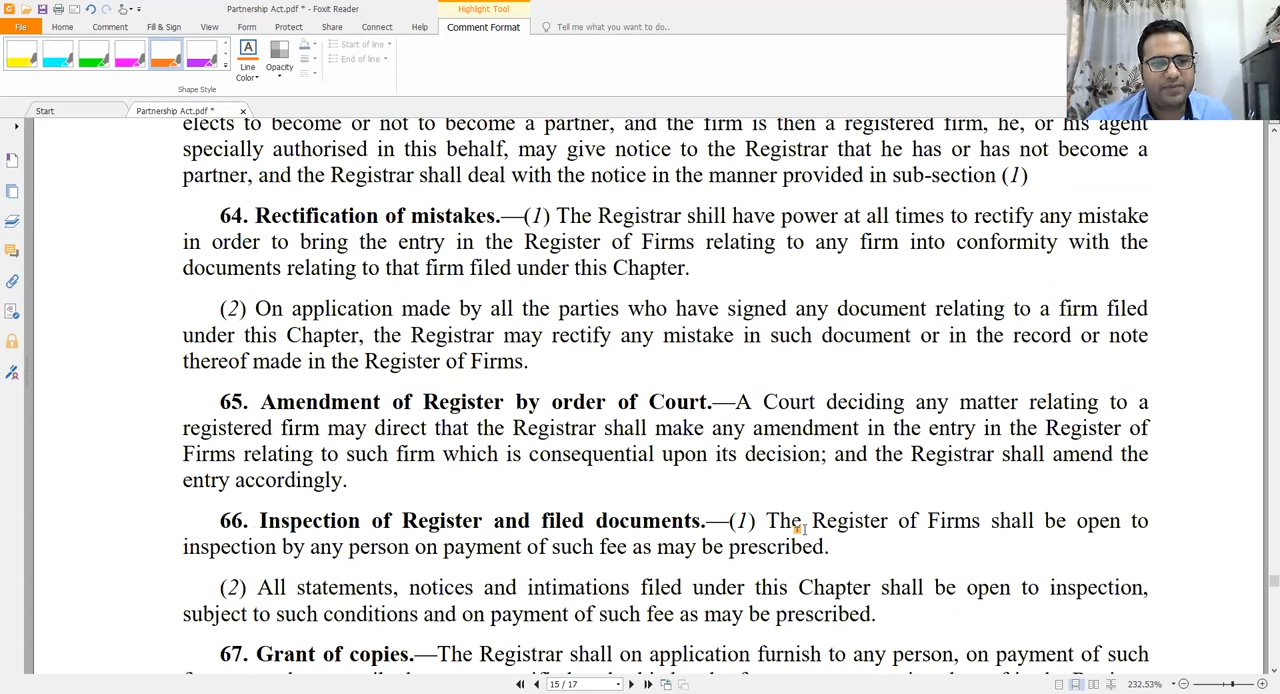 Partnership Act.pdf * - Foxit Reader
Highlight Tool
File
Home
Comment
Fill & Sign
View
Form
Protect
Share
Connect
Help
Comment Format
Tell me what you want to do..
Line
Color
Opacity
Start of line
End of line
Shape Style
Start
Partnership Act.pdf *
elects to become or not to become a partner, and the firm is then a registered firm, he, or his agent
specially authorised in this behalf, may give notice to the Registrar that he has or has not become a
partner, and the Registrar shall deal with the notice in the manner provided in sub-section (1)
64. Rectification of mistakes.—(1) The Registrar shill have power at all times to rectify any mistake
in order to bring the entry in the Register of Firms relating to any firm into conformity with the
documents relating to that firm filed under this Chapter.
(2) On application made by all the parties who have signed any document relating to a firm filed
under this Chapter, the Registrar may rectify any mistake in such document or in the record or note
thereof made in the Register of Firms.
65. Amendment of Register by order of Court.—A Court deciding any matter relating to a
registered firm may direct that the Registrar shall make any amendment in the entry in the Register of
Firms relating to such firm which is consequential upon its decision; and the Registrar shall amend the
entry accordingly.
66. Inspection of Register and filed documents.—(1) The Register of Firms shall be open to
inspection by any person on payment of such fee as may be prescribed.
(2) All statements, notices and intimations filed under this Chapter shall be open to inspection,
subject to such conditions and on payment of such fee as may be prescribed.
67. Grant of copies.—The Registrar shall on application furnish to any person, on payment of such
15 / 17
232.53%